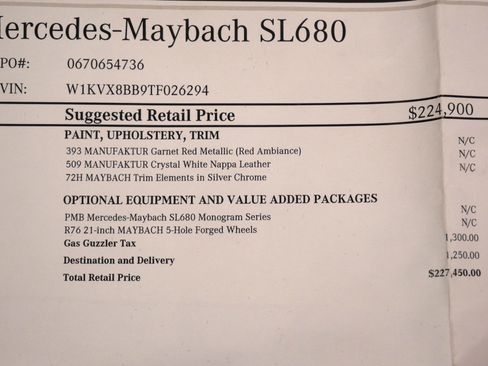 ercedes-Maybach SL680
PO#: 0670654736
VIN: W1KVX8BB9TF026294
Suggested Retail Price $224,900
PAINT, UPHOLSTERY, TRIM
393 MANUFAKTUR Garnet Red Metallic (Red Ambiance) N/C
509 MANUFAKTUR Crystal White Nappa Leather N/C
72H MAYBACH Trim Elements in Silver Chrome N/C
OPTIONAL EQUIPMENT AND VALUE ADDED PACKAGES
PMB Mercedes-Maybach SL680 Monogram Series N/C
R76 21-inch MAYBACH 5-Hole Forged Wheels N/C
Gas Guzzler Tax 1,300.00
Destination and Delivery 1,250.00
Total Retail Price $227,450.00